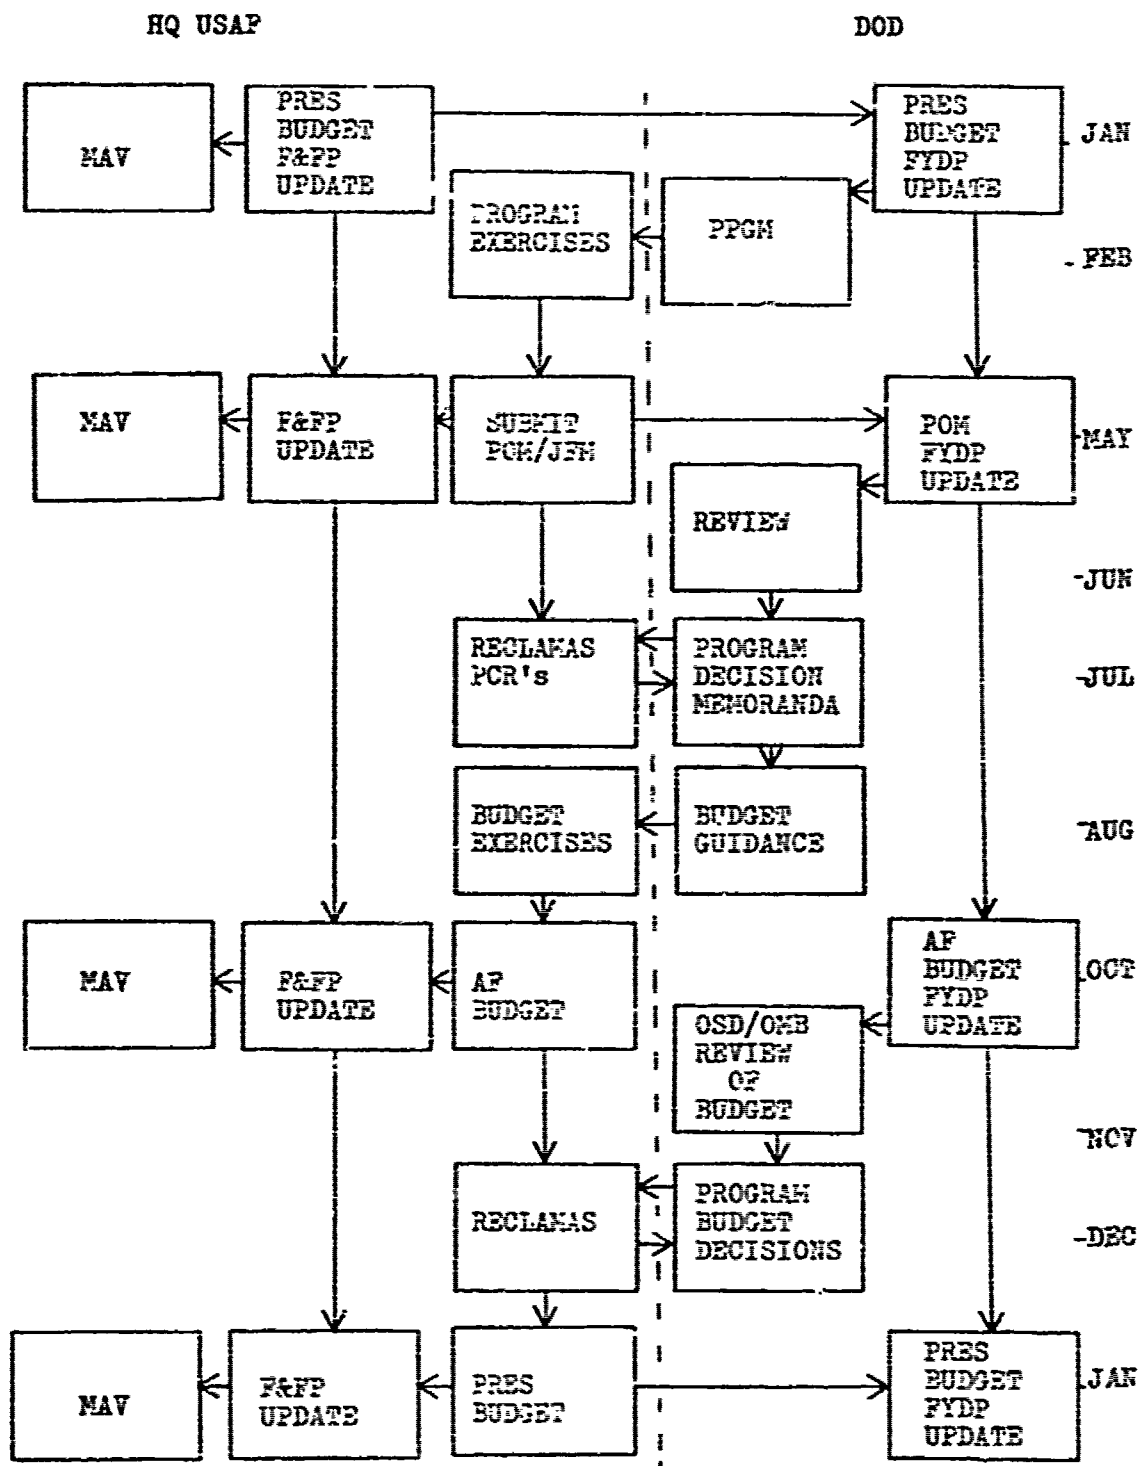 HQ USAF
DOD
MAV
PRES
BUDGET
F&FP
UPDATE
PRES
BUDGET
FYDP
UPDATE
JAN
PROGRAM
EXERCISES
PPGM
FEB
MAV
F&FP
UPDATE
SUBMIT
POM/JFM
POM
FYDP
UPDATE
MAY
REVIEW
JUN
RECLAMAS
PCR's
PROGRAM
DECISION
MEMORANDA
JUL
BUDGET
EXERCISES
BUDGET
GUIDANCE
AUG
MAV
F&FP
UPDATE
AF
BUDGET
AF
BUDGET
FYDP
UPDATE
OCT
OSD/OMB
REVIEW
OF
BUDGET
NOV
RECLAMAS
PROGRAM
BUDGET
DECISIONS
DEC
MAV
F&FP
UPDATE
PRES
BUDGET
PRES
BUDGET
FYDP
UPDATE
JAN